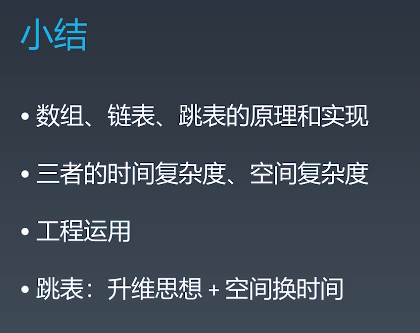 小结
• 数组、链表、跳表的原理和实现
• 三者的时间复杂度、空间复杂度
• 工程运用
• 跳表：升维思想 + 空间换时间